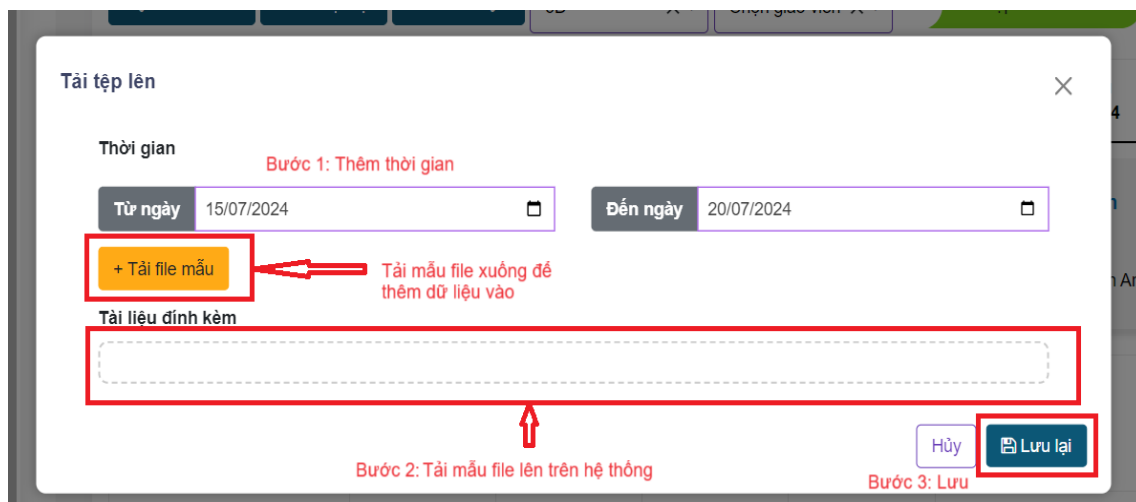 Tải tệp lên
4
Thời gian
Bước 1: Thêm thời gian
Từ ngày 15/07/2024 Đến ngày 20/07/2024
+ Tải file mẫu
Tải mẫu file xuống để
thêm dữ liệu vào
Tài liệu đính kèm
Hủy Lưu lại
Bước 2: Tải mẫu file lên trên hệ thống
Bước 3: Lưu